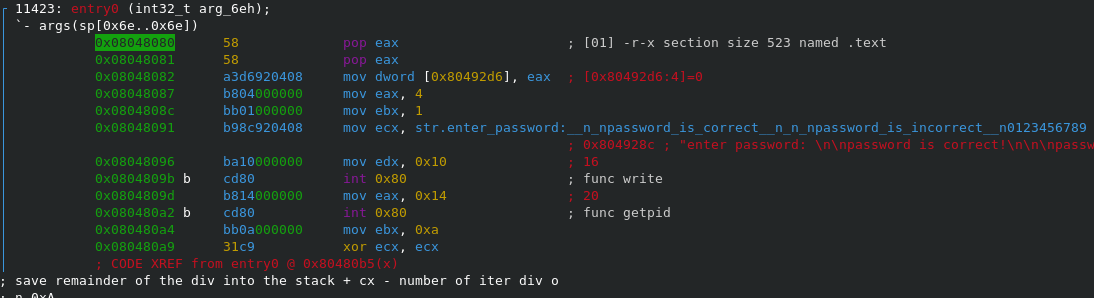 11423: entry0 (int32_t arg_6eh);
`- args(sp[0x6e..0x6e])
0x08048080 58 pop eax ; [01] -r-x section size 523 named .text
0x08048081 58 pop eax
0x08048082 a3d6920408 mov dword [0x80492d6], eax ; [0x80492d6:4]=0
0x08048087 b804000000 mov eax, 4
0x0804808c bb01000000 mov ebx, 1
0x08048091 b98c920408 mov ecx, str.enter_password:__n_npassword_is_correct__n_n_npassword_is_incorrect__n0123456789
; 0x804928c ; "enter password: \n\npassword is correct!\n\n\npassw
0x08048096 ba10000000 mov edx, 0x10 ; 16
0x0804809b b cd80 int 0x80 ; func write
0x0804809d b814000000 mov eax, 0x14 ; 20
0x080480a2 b cd80 int 0x80 ; func getpid
0x080480a4 bb0a000000 mov ebx, 0xa
0x080480a9 31c9 xor ecx, ecx
; CODE XREF from entry0 @ 0x80480b5(x)
; save remainder of the div into the stack + cx - number of iter div o
; n 0xA